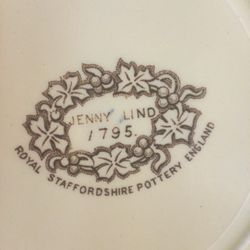 JENNY LIND
1795.
ROYAL STAFFORDSHIRE POTTERY ENGLAND